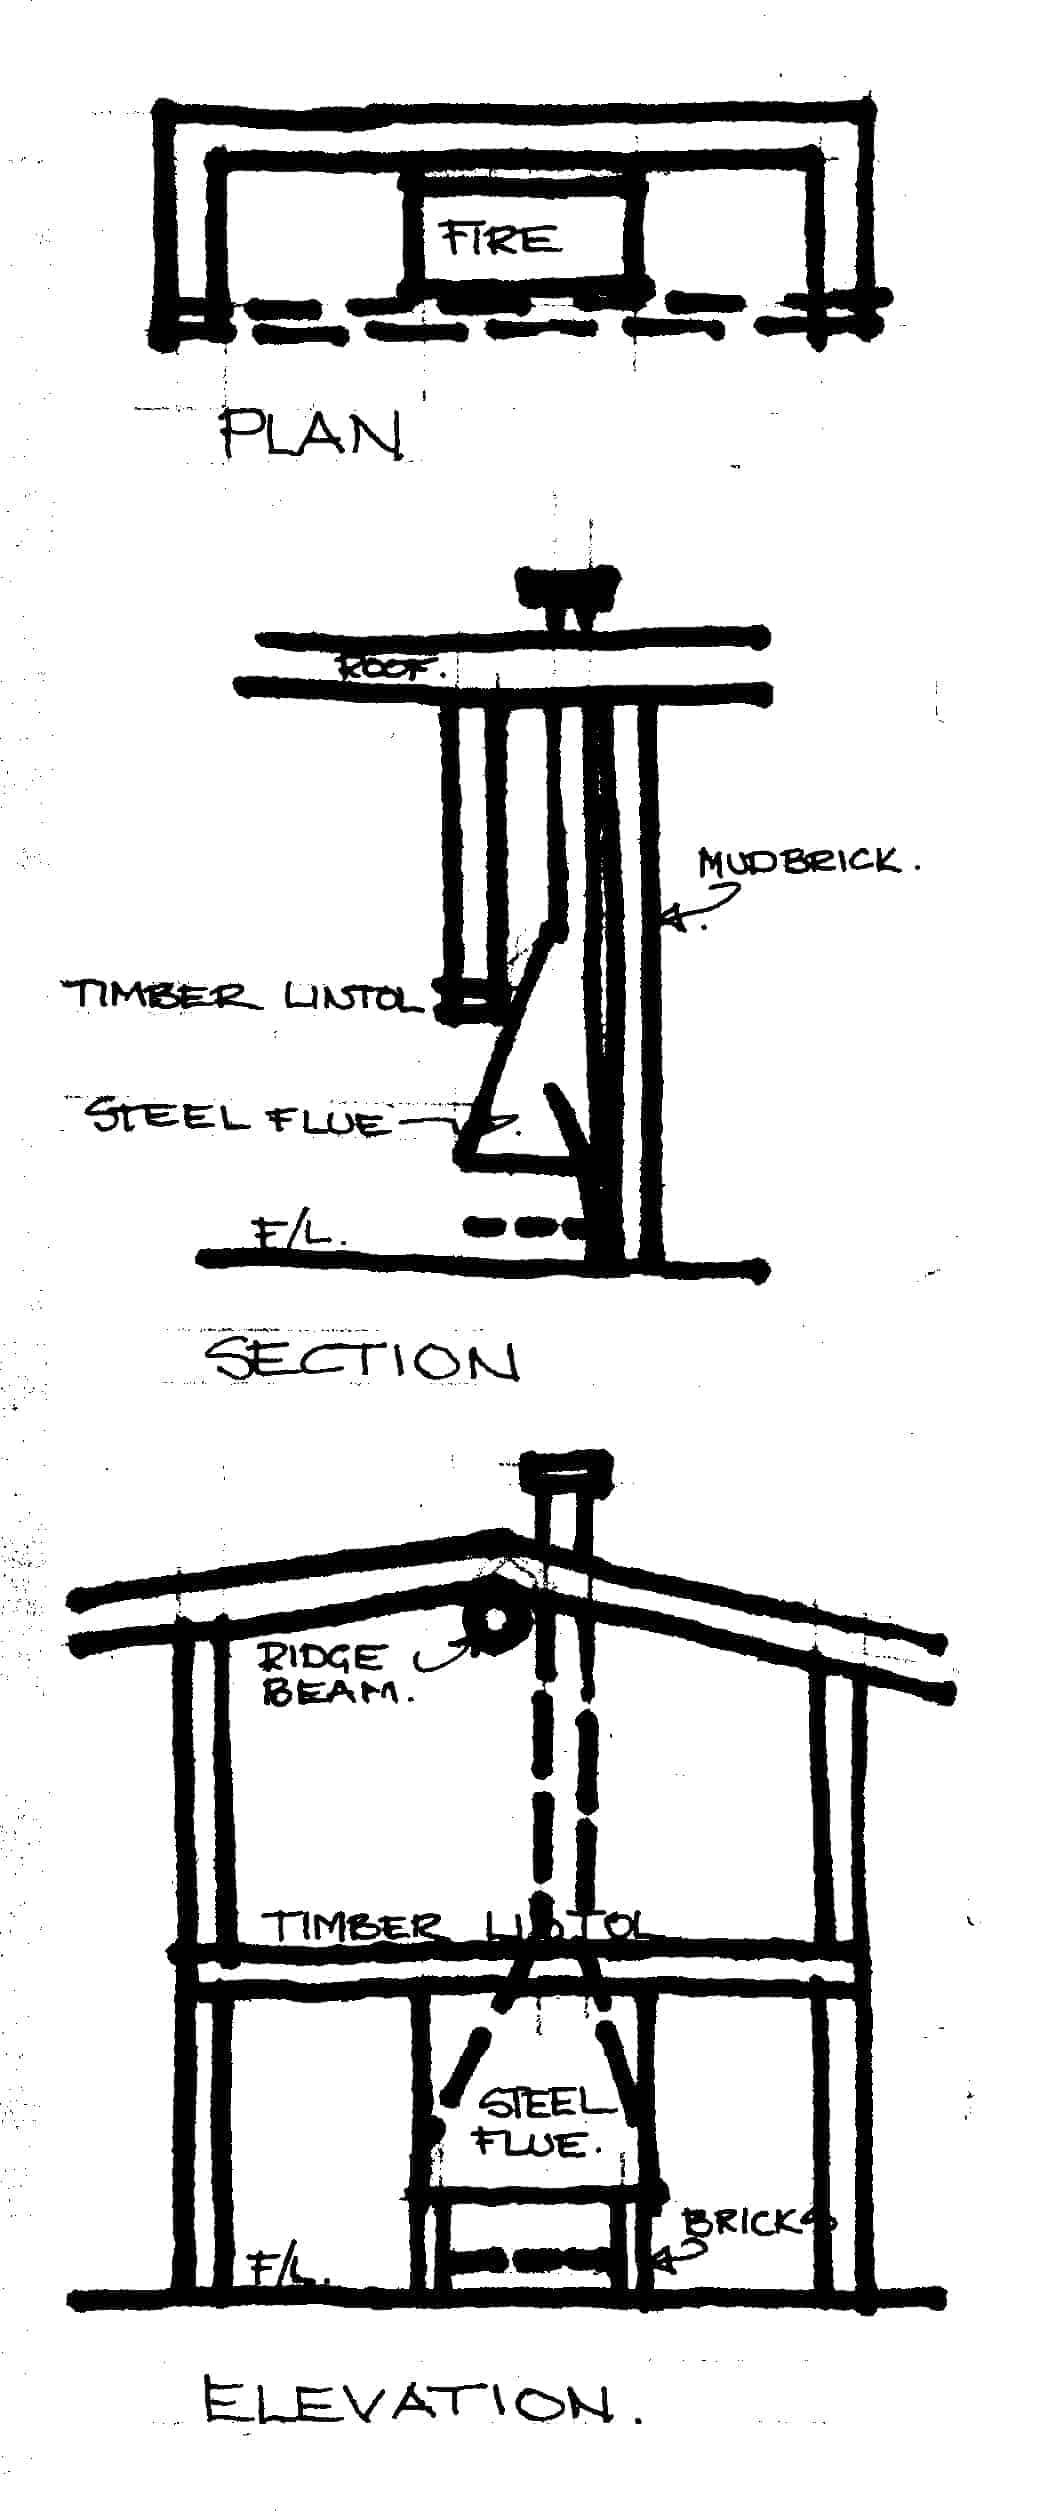 FIRE
PLAN
ROOF.
MUDBRICK.
TIMBER LINTOL
STEEL FLUE
F/L.
SECTION
RIDGE
BEAM.
TIMBER LINTOL
STEEL
FLUE.
BRICKS
F/L.
ELEVATION.